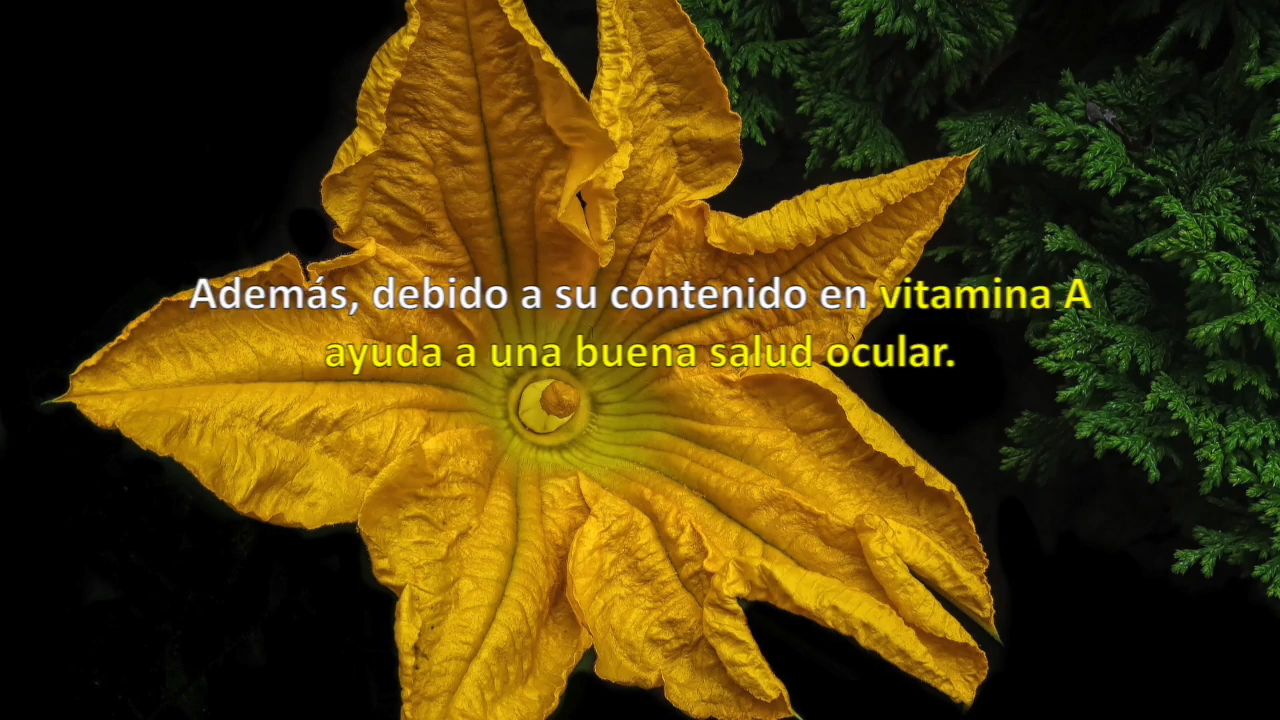 Además, debido a su contenido en vitamina A
ayuda a una buena salud ocular.